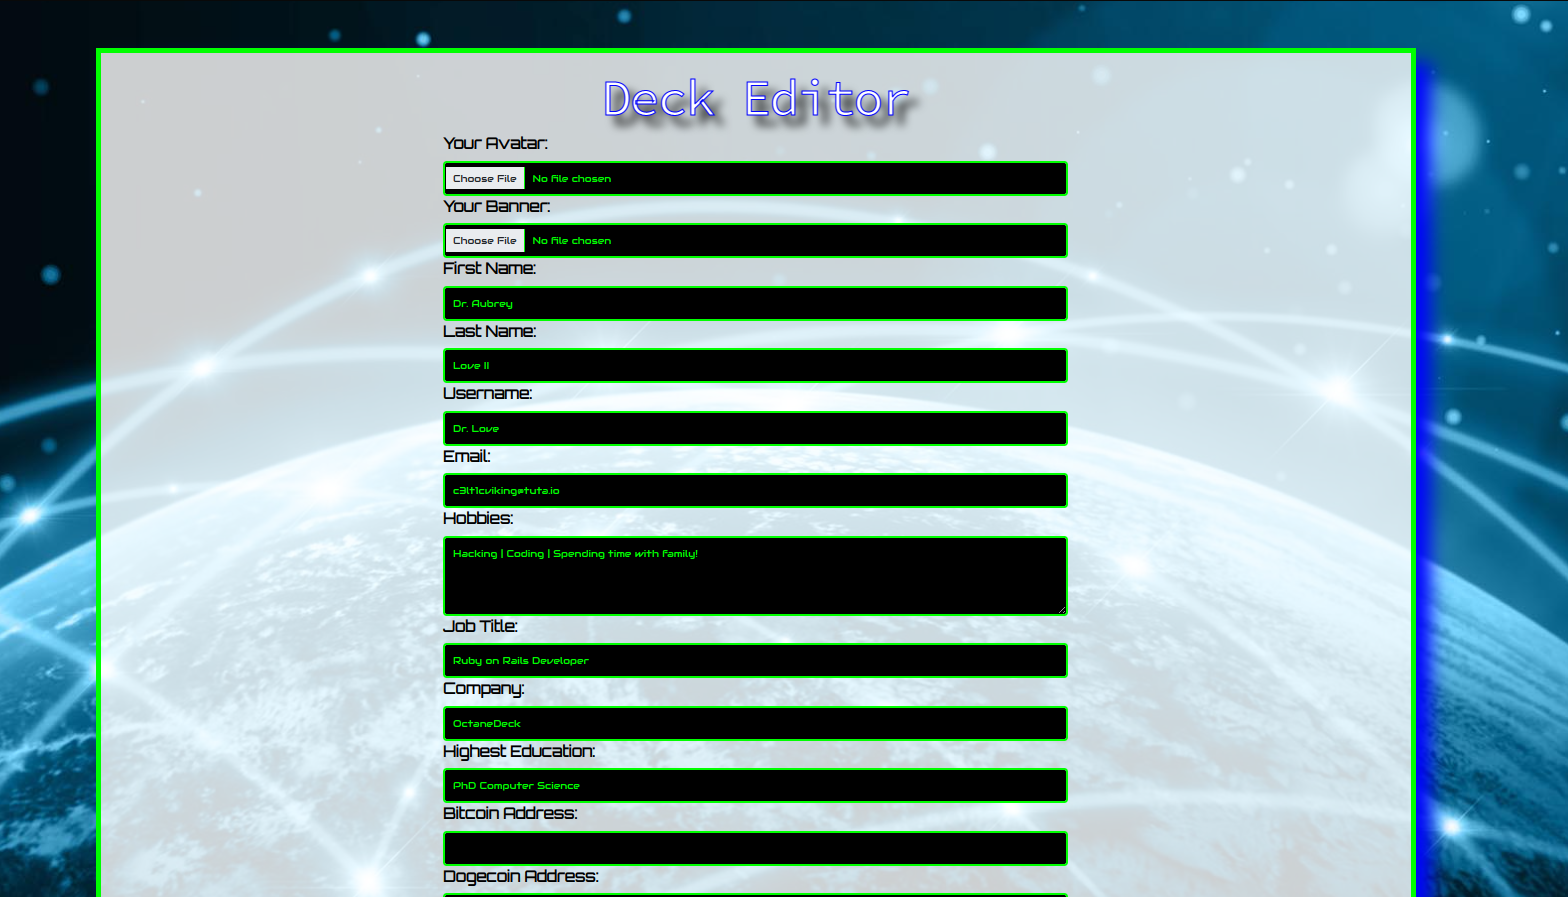 Deck Editor
Your Avatar:
Choose File No file chosen
Your Banner:
Choose File No file chosen
First Name:
Dr. Aubrey
Last Name:
Love II
Username:
Dr. Love
Email:
c3lt1cviking@tuta.io
Hobbies:
Hacking | Coding | Spending time with family!
Job Title:
Ruby on Rails Developer
Company:
OctaneDeck
Highest Education:
PhD Computer Science
Bitcoin Address:
Dogecoin Address: